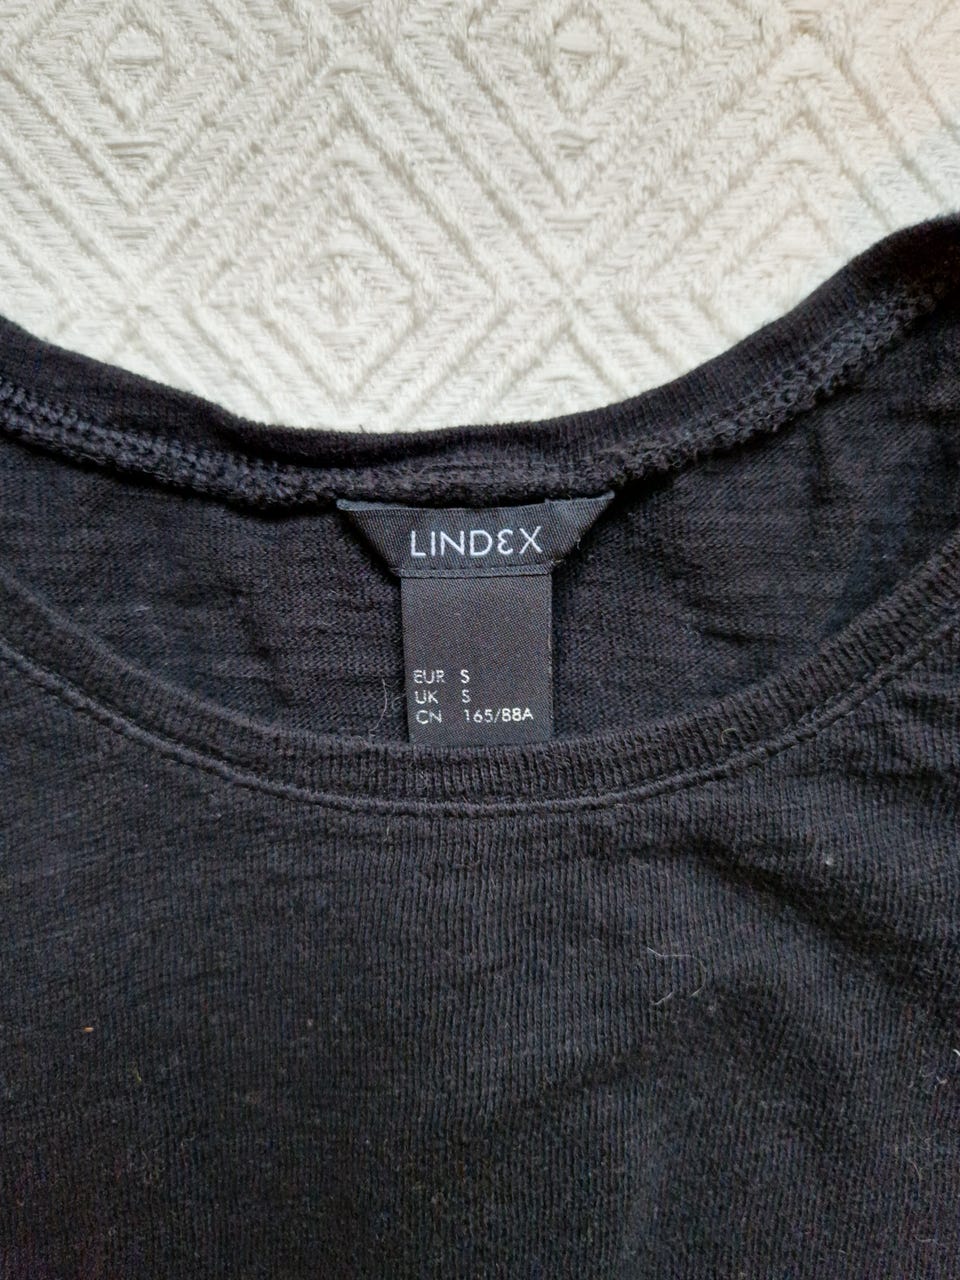 LINDEX
EUR S
UK S
CN 165/88A